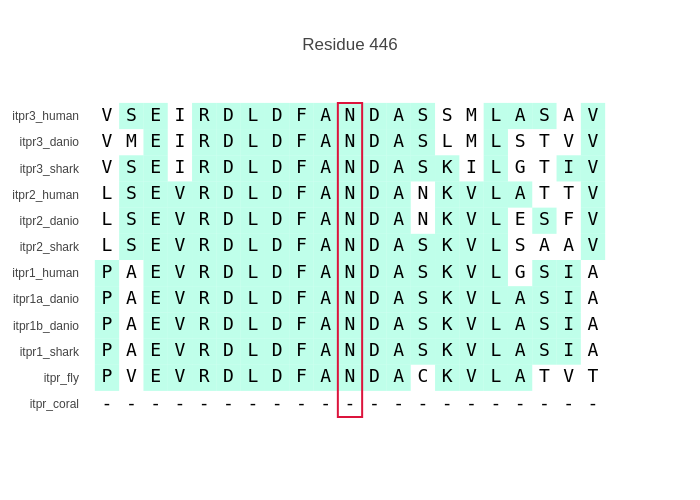 Residue 446
itpr3_human V S E I R D L D F A N D A S S M L A S A V
itpr3_danio V M E I R D L D F A N D A S L M L S T V V
itpr3_shark V S E I R D L D F A N D A S K I L G T I V
itpr2_human L S E V R D L D F A N D A N K V L A T T V
itpr2_danio L S E V R D L D F A N D A N K V L E S F V
itpr2_shark L S E V R D L D F A N D A S K V L S A A V
itpr1_human P A E V R D L D F A N D A S K V L G S I A
itpr1a_danio P A E V R D L D F A N D A S K V L A S I A
itpr1b_danio P A E V R D L D F A N D A S K V L A S I A
itpr1_shark P A E V R D L D F A N D A S K V L A S I A
itpr_fly P V E V R D L D F A N D A C K V L A T V T
itpr_coral - - - - - - - - - - - - - - - - - - - - -